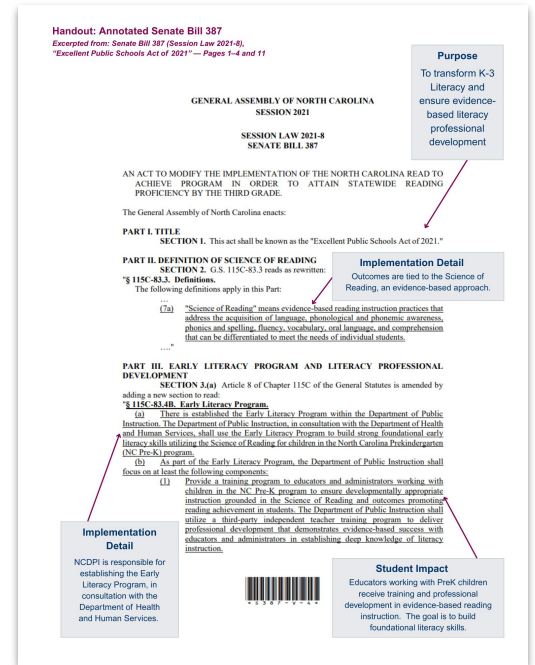 Handout: Annotated Senate Bill 387
Excerpted from: Senate Bill 387 (Session Law 2021-8),
"Excellent Public Schools Act of 2021" — Pages 1–4 and 11
Purpose
To transform K-3
Literacy and
ensure evidence-
based literacy
professional
development
GENERAL ASSEMBLY OF NORTH CAROLINA
SESSION 2021
SESSION LAW 2021-8
SENATE BILL 387
AN ACT TO MODIFY THE IMPLEMENTATION OF THE NORTH CAROLINA READ TO
ACHIEVE PROGRAM IN ORDER TO ATTAIN STATEWIDE READING
PROFICIENCY BY THE THIRD GRADE.
The General Assembly of North Carolina enacts:
PART I. TITLE
SECTION 1. This act shall be known as the "Excellent Public Schools Act of 2021."
PART II. DEFINITION OF SCIENCE OF READING
SECTION 2. G.S. 115C-83.3 reads as rewritten:
"§ 115C-83.3. Definitions.
The following definitions apply in this Part:
...
Implementation Detail
Outcomes are tied to the Science of
Reading, an evidence-based approach.
(7a) "Science of Reading" means evidence-based reading instruction practices that
address the acquisition of language, phonological and phonemic awareness,
phonics and spelling, fluency, vocabulary, oral language, and comprehension
that can be differentiated to meet the needs of individual students.
...."
PART III. EARLY LITERACY PROGRAM AND LITERACY PROFESSIONAL
DEVELOPMENT
SECTION 3.(a) Article 8 of Chapter 115C of the General Statutes is amended by
adding a new section to read:
"§ 115C-83.4B. Early Literacy Program.
(a) There is established the Early Literacy Program within the Department of Public
Instruction. The Department of Public Instruction, in consultation with the Department of Health
and Human Services, shall use the Early Literacy Program to build strong foundational early
literacy skills utilizing the Science of Reading for children in the North Carolina Prekindergarten
(NC Pre-K) program.
(b) As part of the Early Literacy Program, the Department of Public Instruction shall
focus on at least the following components:
(1) Provide a training program to educators and administrators working with
children in the NC Pre-K program to ensure developmentally appropriate
instruction grounded in the Science of Reading and outcomes promoting
reading achievement in students. The Department of Public Instruction shall
utilize a third-party independent teacher training program to deliver
professional development that demonstrates evidence-based success with
educators and administrators in establishing deep knowledge of literacy
instruction.
Implementation
Detail
NCDPI is responsible for
establishing the Early
Literacy Program, in
consultation with the
Department of Health
and Human Services.
* S 3 8 7 - V - 4 *
Student Impact
Educators working with PreK children
receive training and professional
development in evidence-based reading
instruction. The goal is to build
foundational literacy skills.